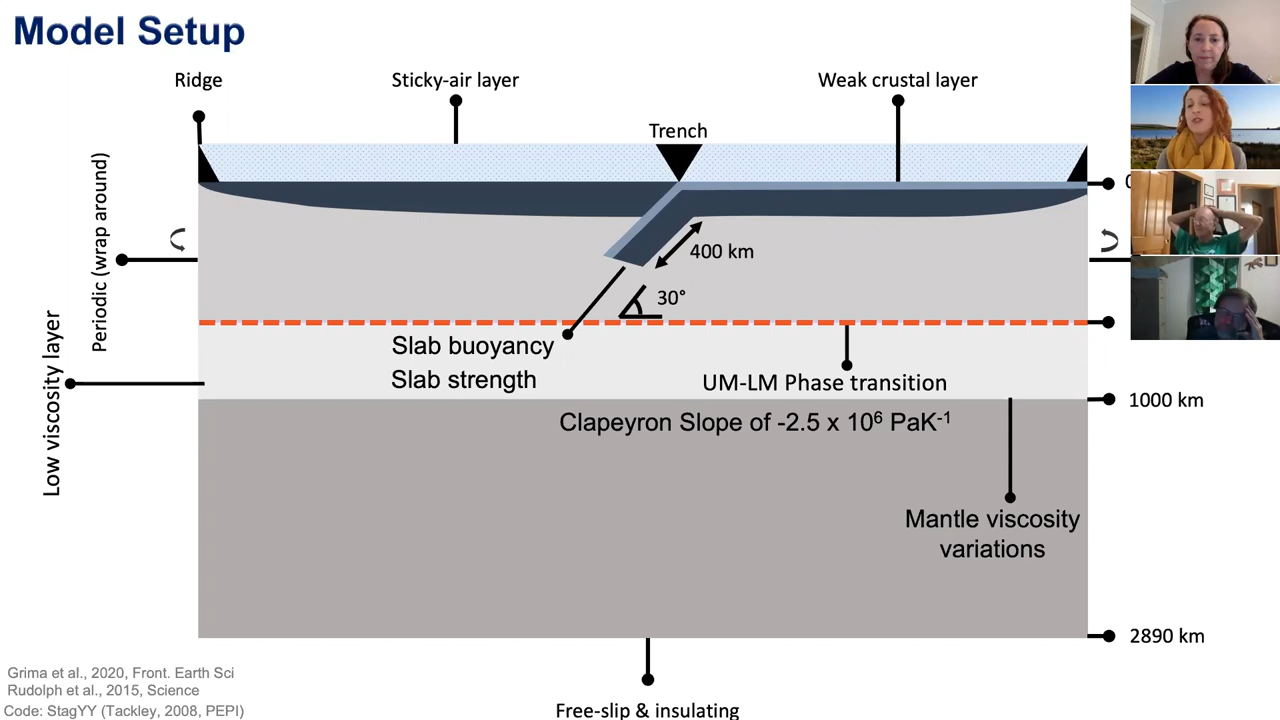 Model Setup
Ridge
Sticky-air layer
Weak crustal layer
Trench
Periodic (wrap around)
400 km
30°
Low viscosity layer
Slab buoyancy
Slab strength
UM-LM Phase transition
1000 km
Clapeyron Slope of -2.5 x 10⁶ PaK⁻¹
Mantle viscosity
variations
2890 km
Grima et al., 2020, Front. Earth Sci
Rudolph et al., 2015, Science
Code: StagYY (Tackley, 2008, PEPI)
Free-slip & insulating